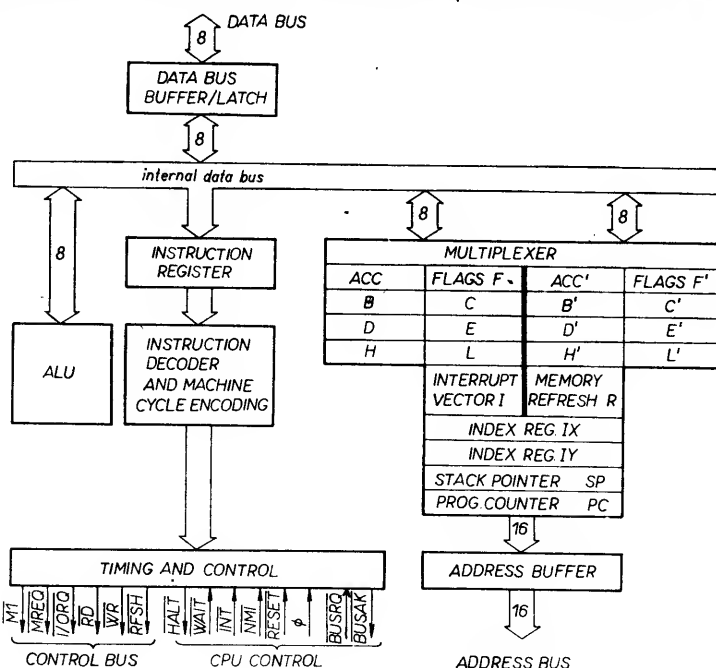 DATA BUS
8
DATA BUS
BUFFER/LATCH
8
internal data bus
8
8
8
INSTRUCTION
REGISTER
MULTIPLEXER
ACC FLAGS F ACC' FLAGS F'
B C B' C'
D E D' E'
H L H' L'
ALU
INSTRUCTION
DECODER
AND MACHINE
CYCLE ENCODING
INTERRUPT
VECTOR I
MEMORY
REFRESH R
INDEX REG. IX
INDEX REG. IY
STACK POINTER SP
PROG. COUNTER PC
16
TIMING AND CONTROL
ADDRESS BUFFER
M1
MREQ
I/ORQ
RD
WR
RFSH
HALT
WAIT
INT
NMI
RESET
φ
BUSRQ
BUSAK
16
CONTROL BUS
CPU CONTROL
ADDRESS BUS